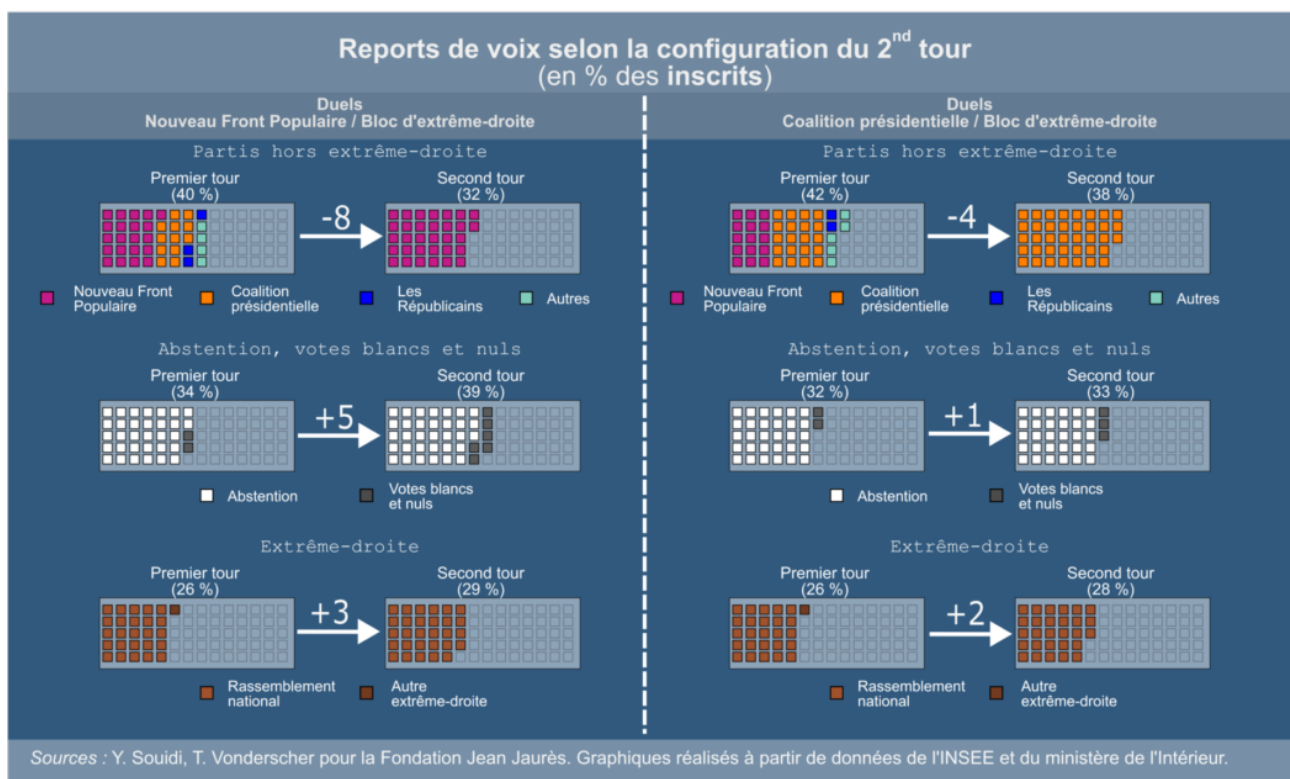 Reports de voix selon la configuration du 2nd tour
(en % des inscrits)
Duels
Nouveau Front Populaire / Bloc d'extrême-droite
Partis hors extrême-droite
Premier tour
(40 %)
-8
Second tour
(32 %)
Nouveau Front
Populaire
Coalition
présidentielle
Les
Républicains
Autres
Abstention, votes blancs et nuls
Premier tour
(34 %)
+5
Second tour
(39 %)
Abstention
Votes blancs
et nuls
Extrême-droite
Premier tour
(26 %)
+3
Second tour
(29 %)
Rassemblement
national
Autre
extrême-droite
Duels
Coalition présidentielle / Bloc d'extrême-droite
Partis hors extrême-droite
Premier tour
(42 %)
-4
Second tour
(38 %)
Nouveau Front
Populaire
Coalition
présidentielle
Les
Républicains
Autres
Abstention, votes blancs et nuls
Premier tour
(32 %)
+1
Second tour
(33 %)
Abstention
Votes blancs
et nuls
Extrême-droite
Premier tour
(26 %)
+2
Second tour
(28 %)
Rassemblement
national
Autre
extrême-droite
Sources : Y. Souidi, T. Vonderscher pour la Fondation Jean Jaurès. Graphiques réalisés à partir de données de l'INSEE et du ministère de l'Intérieur.